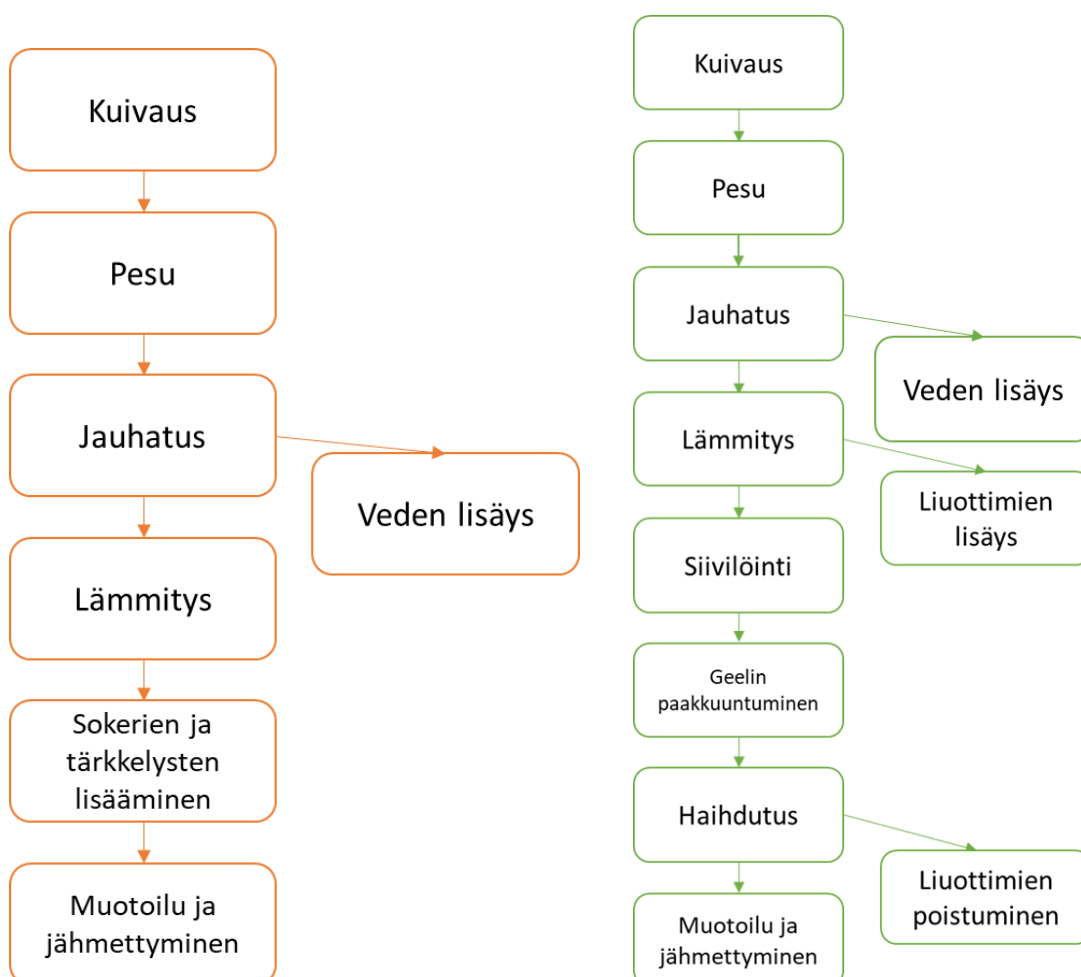 Kuivaus
Pesu
Jauhatus
Veden lisäys
Lämmitys
Sokerien ja
tärkkelysten
lisääminen
Muotoilu ja
jähmettyminen
Kuivaus
Pesu
Jauhatus
Veden lisäys
Lämmitys
Liuottimien
lisäys
Siivilöinti
Geelin
paakkuuntuminen
Haihdutus
Liuottimien
poistuminen
Muotoilu ja
jähmettyminen